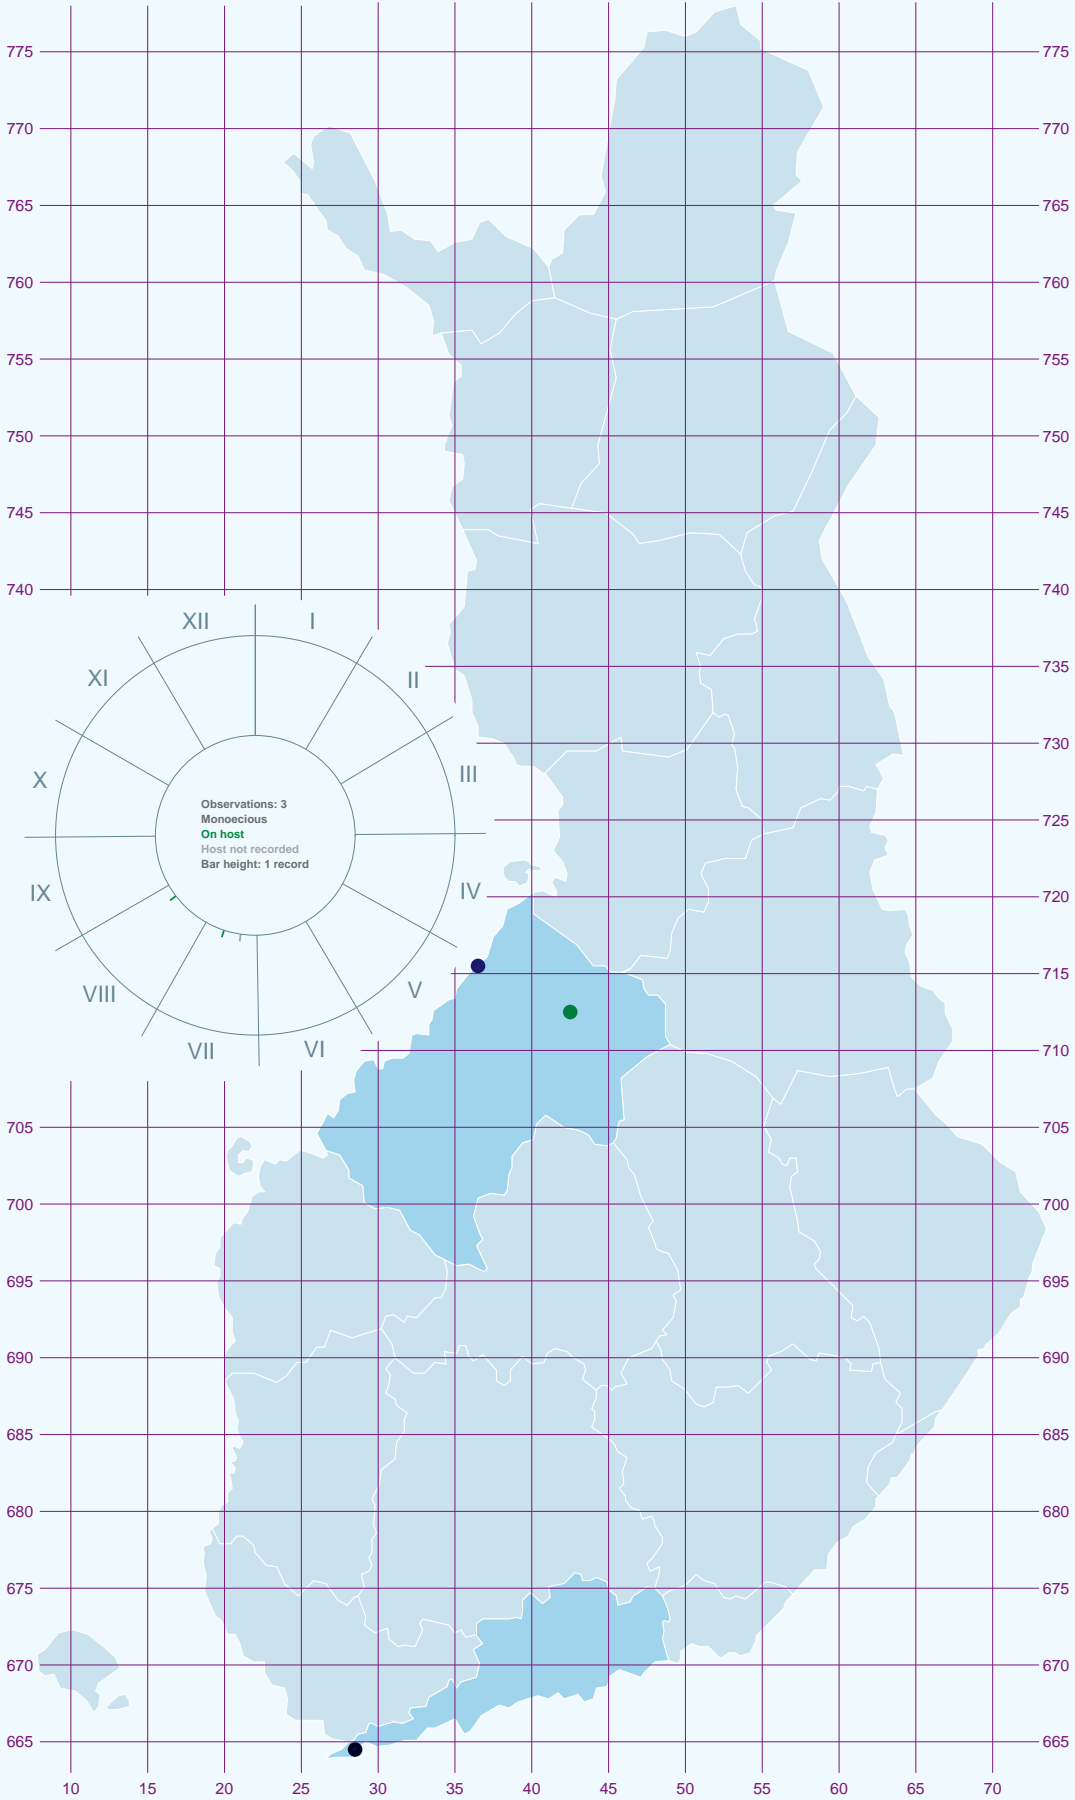 775 775
770 770
765 765
760 760
755 755
750 750
745 745
740 740
XII I
XI II
735
730
X III
Observations: 3
Monoecious
On host
Host not recorded
Bar height: 1 record
725
IX IV
720
715
VIII V
VII VI
710
705 705
700 700
695 695
690 690
685 685
680 680
675 675
670 670
665 665
10 15 20 25 30 35 40 45 50 55 60 65 70